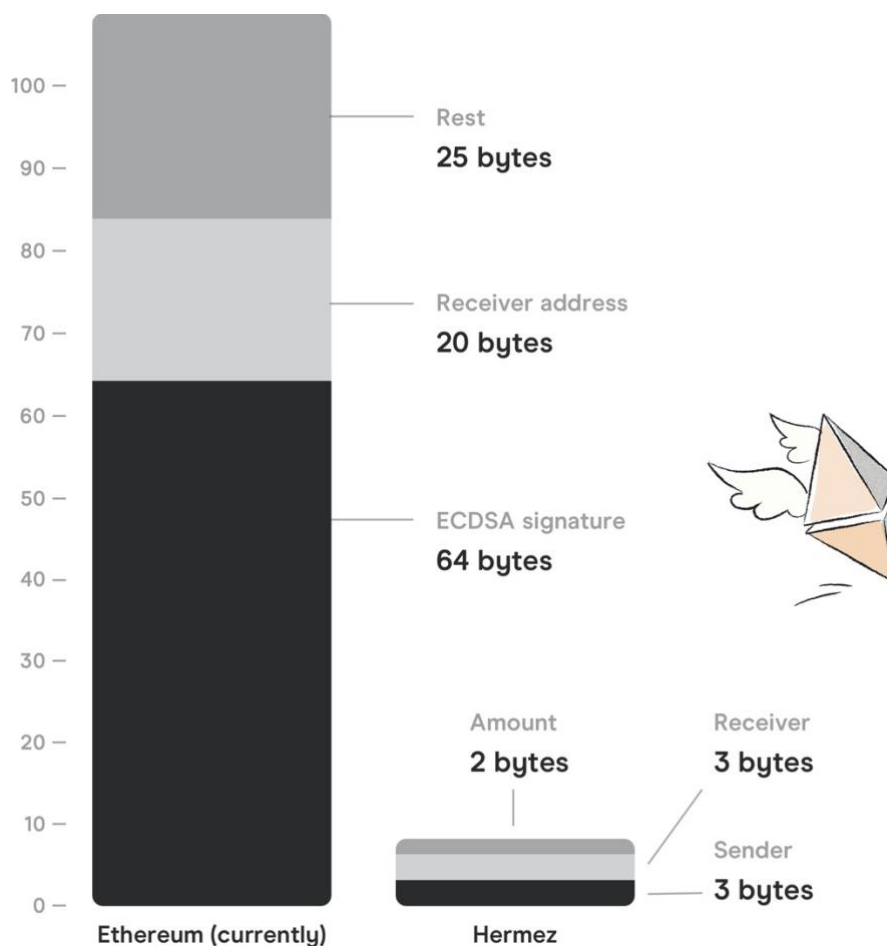 100
90
80
70
60
50
40
30
20
10
0
Rest
25 bytes
Receiver address
20 bytes
ECDSA signature
64 bytes
Amount
2 bytes
Receiver
3 bytes
Sender
3 bytes
Ethereum (currently)
Hermez